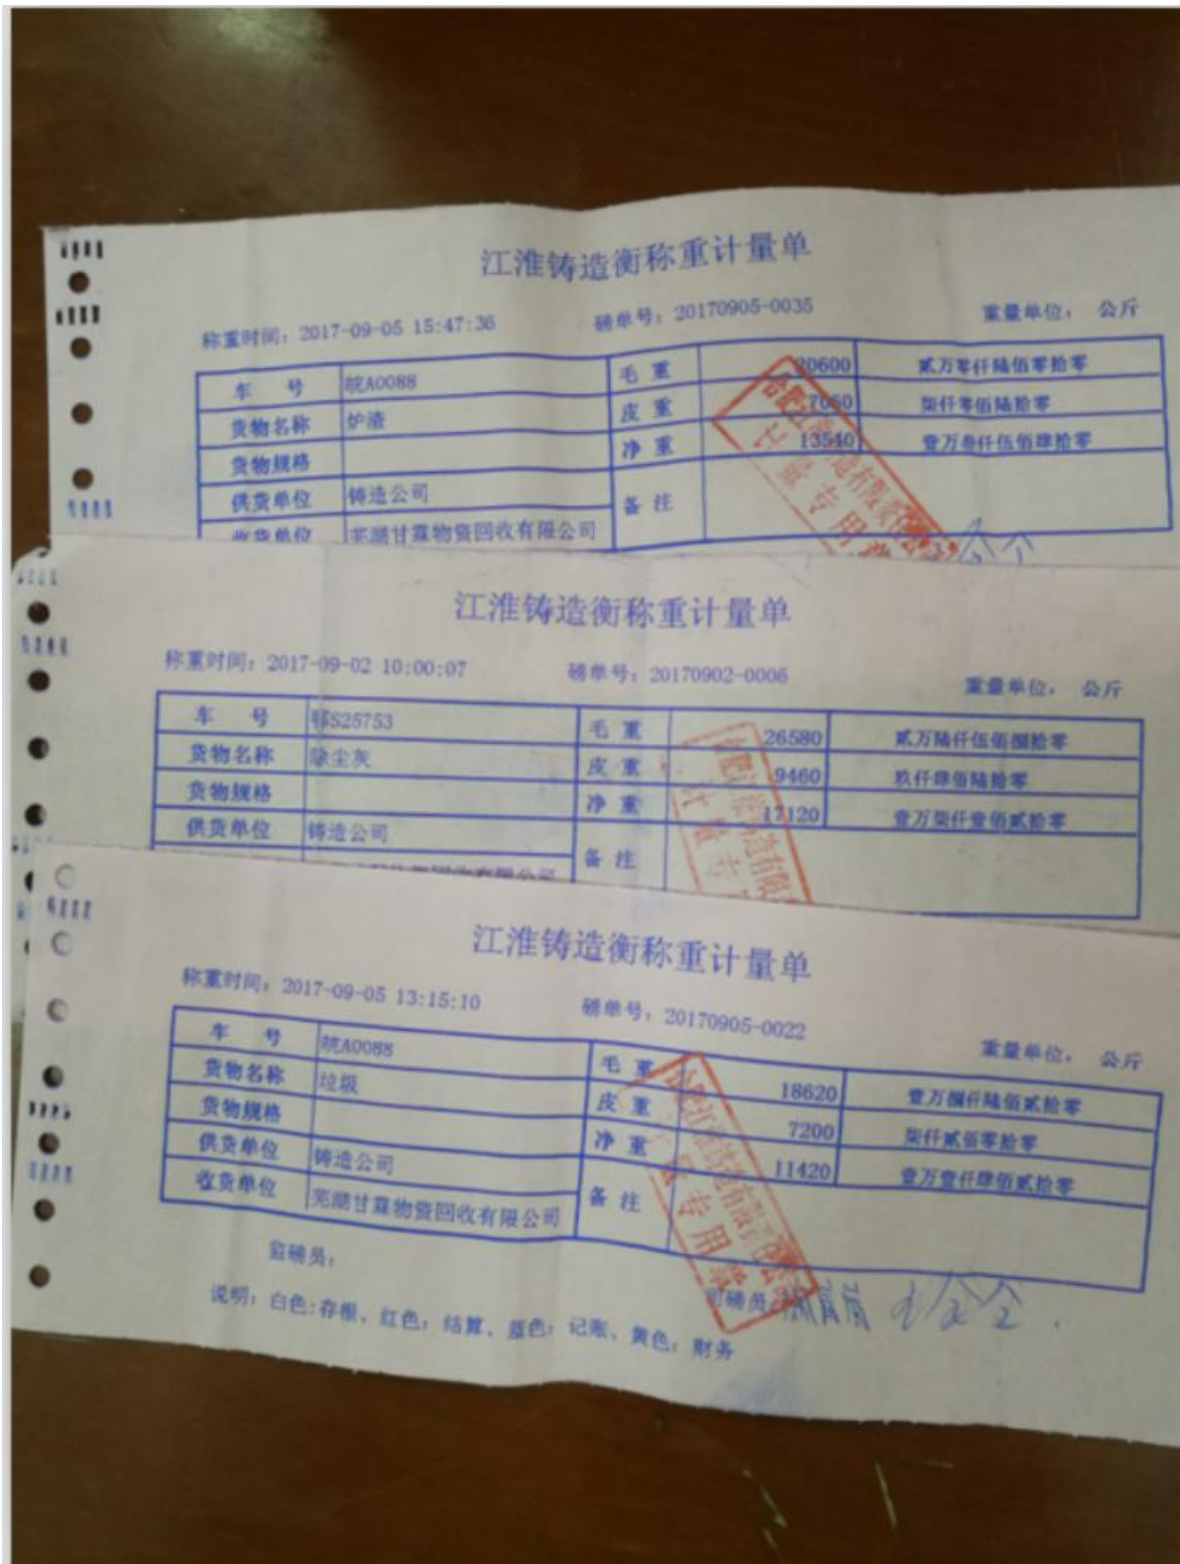 江淮铸造衡称重计量单
称重时间：2017-09-05 15:47:36 磅单号：20170905-0035 重量单位： 公斤
车 号 皖A0088 毛 重 20600 贰万零仟陆佰零拾零
货物名称 炉渣 皮 重 7060 柒仟零佰陆拾零
货物规格 净 重 13540 壹万叁仟伍佰肆拾零
供货单位 铸造公司 备 注
收货单位 芜湖甘霖物资回收有限公司
江淮铸造衡称重计量单
称重时间：2017-09-02 10:00:07 磅单号：20170902-0006 重量单位： 公斤
车 号 鄂S25753 毛 重 26580 贰万陆仟伍佰捌拾零
货物名称 除尘灰 皮 重 9460 玖仟肆佰陆拾零
货物规格 净 重 17120 壹万柒仟壹佰贰拾零
供货单位 铸造公司 备 注
江淮铸造衡称重计量单
称重时间：2017-09-05 13:15:10 磅单号：20170905-0022 重量单位： 公斤
车 号 皖A0088 毛 重 18620 壹万捌仟陆佰贰拾零
货物名称 垃圾 皮 重 7200 柒仟贰佰零拾零
货物规格 净 重 11420 壹万壹仟肆佰贰拾零
供货单位 铸造公司 备 注
收货单位 芜湖甘霖物资回收有限公司
监磅员： 司磅员
说明：白色:存根、红色：结算、蓝色：记账、黄色：财务